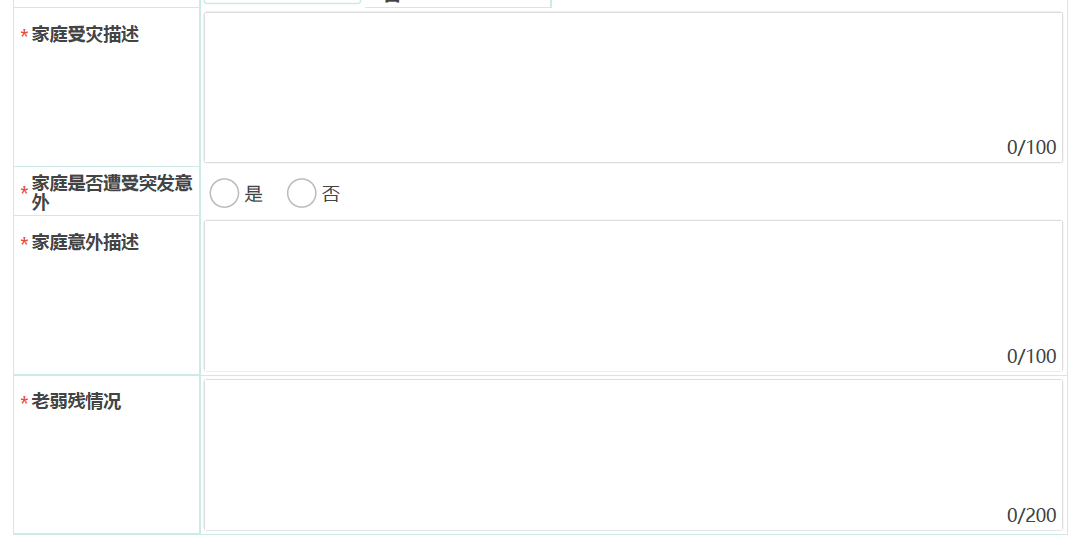 * 家庭受灾描述
0/100
* 家庭是否遭受突发意
外
是 否
* 家庭意外描述
0/100
* 老弱残情况
0/200